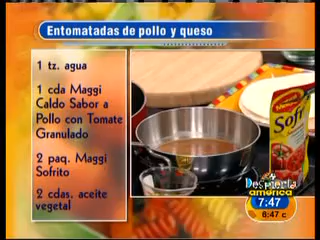 Entomatadas de pollo y queso
1 tz. agua
1 cda Maggi
Caldo Sabor a
Pollo con Tomate
Granulado
2 paq. Maggi
Sofrito
2 cdas. aceite
vegetal
Sofri
Despierta
america
7:47
6:47 c